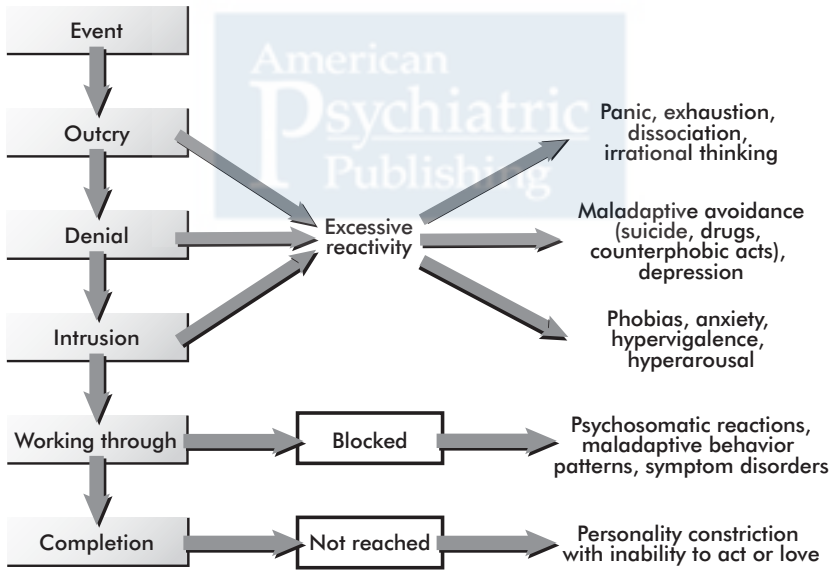 Event
American
Psychiatric
Publishing
Outcry
Panic, exhaustion,
dissociation,
irrational thinking
Denial
Excessive
reactivity
Maladaptive avoidance
(suicide, drugs,
counterphobic acts),
depression
Intrusion
Phobias, anxiety,
hypervigalence,
hyperarousal
Working through
Blocked
Psychosomatic reactions,
maladaptive behavior
patterns, symptom disorders
Completion
Not reached
Personality constriction
with inability to act or love